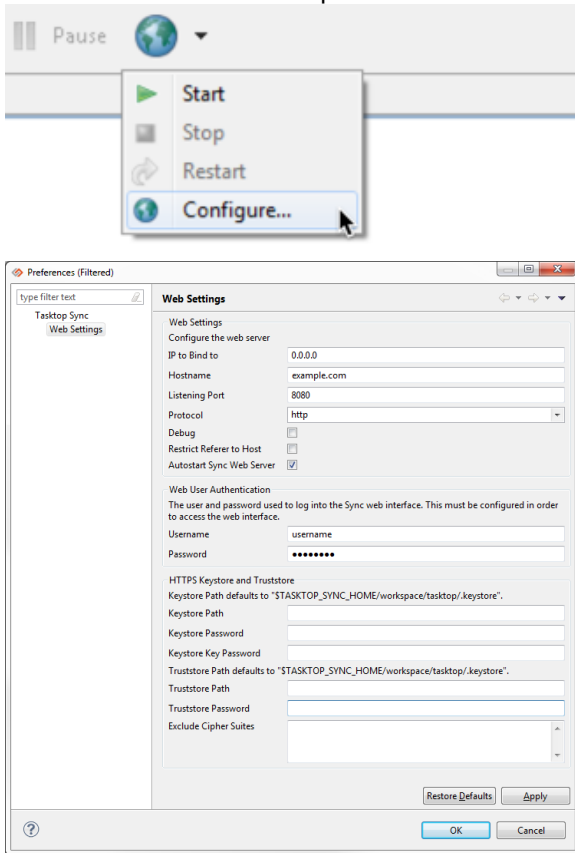 Pause
Start
Stop
Restart
Configure...
Preferences (Filtered)
type filter text
Tasktop Sync
Web Settings
Web Settings
Web Settings
Configure the web server
IP to Bind to 0.0.0.0
Hostname example.com
Listening Port 8080
Protocol http
Debug
Restrict Referer to Host
Autostart Sync Web Server
Web User Authentication
The user and password used to log into the Sync web interface. This must be configured in order
to access the web interface.
Username username
Password ●●●●●●●●
HTTPS Keystore and Truststore
Keystore Path defaults to "$TASKTOP_SYNC_HOME/workspace/tasktop/.keystore".
Keystore Path
Keystore Password
Keystore Key Password
Truststore Path defaults to "$TASKTOP_SYNC_HOME/workspace/tasktop/.keystore".
Truststore Path
Truststore Password
Exclude Cipher Suites
Restore Defaults Apply
OK Cancel